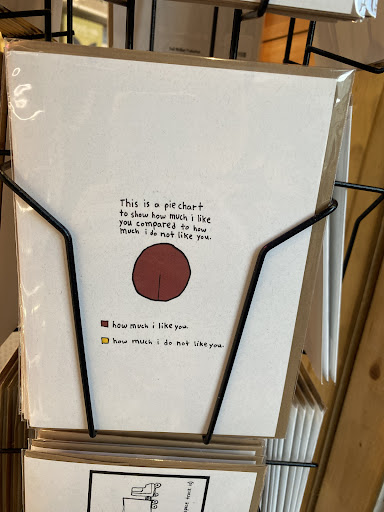 This is a pie chart
to show how much i like
you compared to how
much i do not like you.
how much i like you.
how much i do not like you.